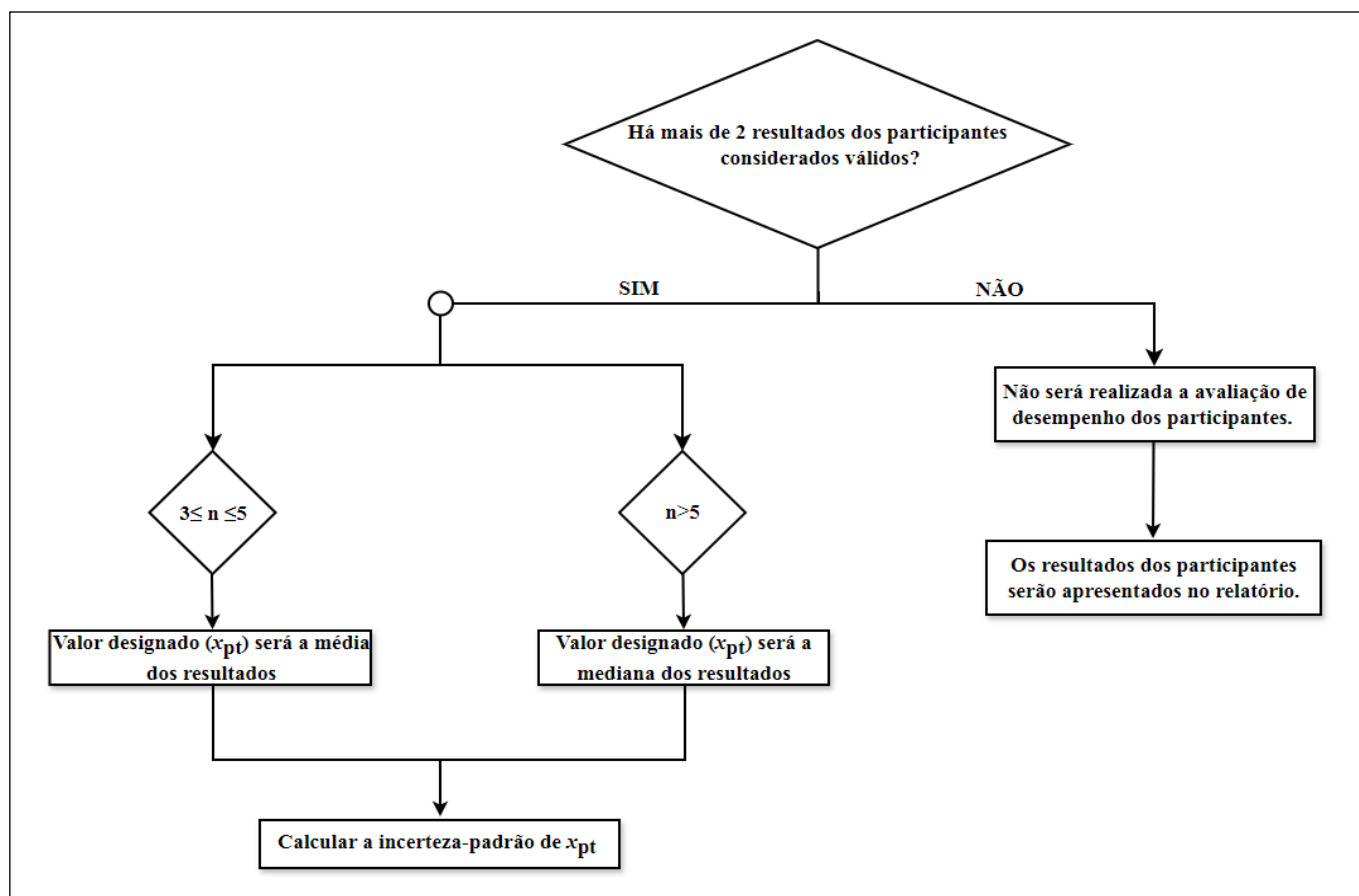 Há mais de 2 resultados dos participantes
considerados válidos?
SIM
NÃO
Não será realizada a avaliação de
desempenho dos participantes.
3≤ n ≤5
n>5
Os resultados dos participantes
serão apresentados no relatório.
Valor designado (xpt) será a média
dos resultados
Valor designado (xpt) será a
mediana dos resultados
Calcular a incerteza-padrão de xpt